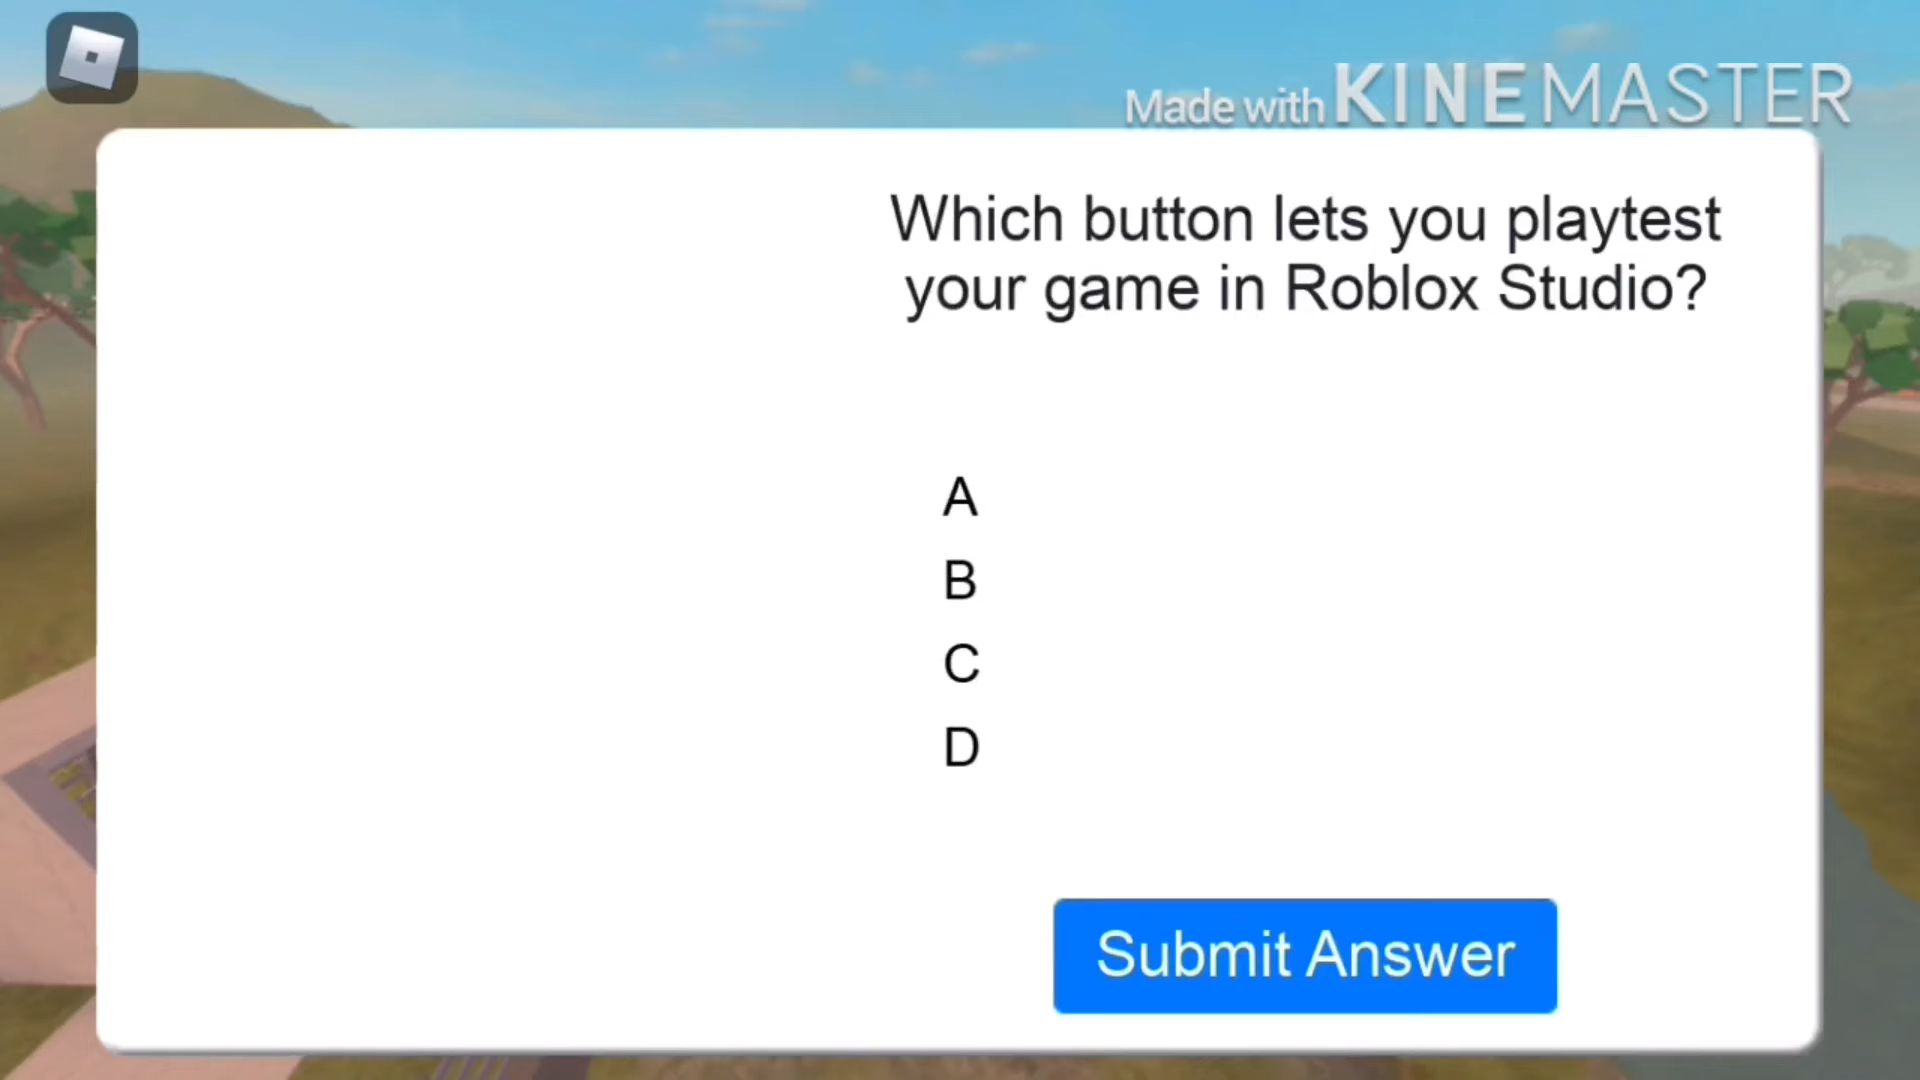 Made with KINEMASTER
Which button lets you playtest
your game in Roblox Studio?
A
B
C
D
Submit Answer